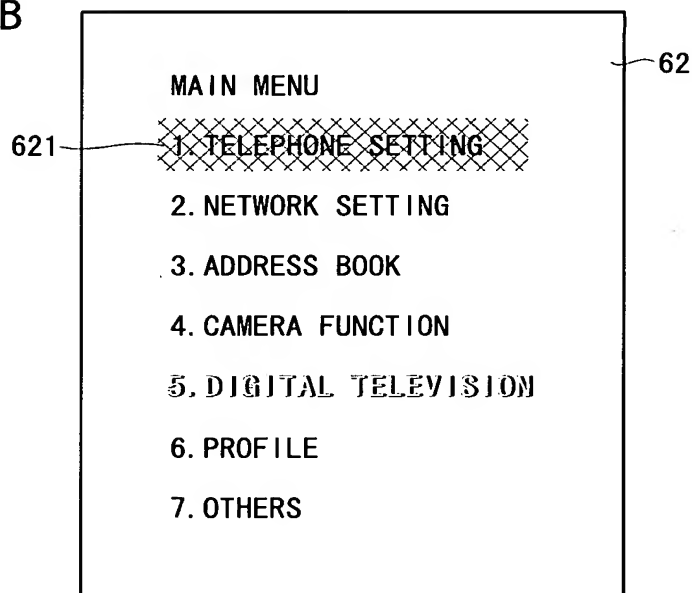 B
62
MAIN MENU
621
1. TELEPHONE SETTING
2. NETWORK SETTING
3. ADDRESS BOOK
4. CAMERA FUNCTION
5. DIGITAL TELEVISION
6. PROFILE
7. OTHERS